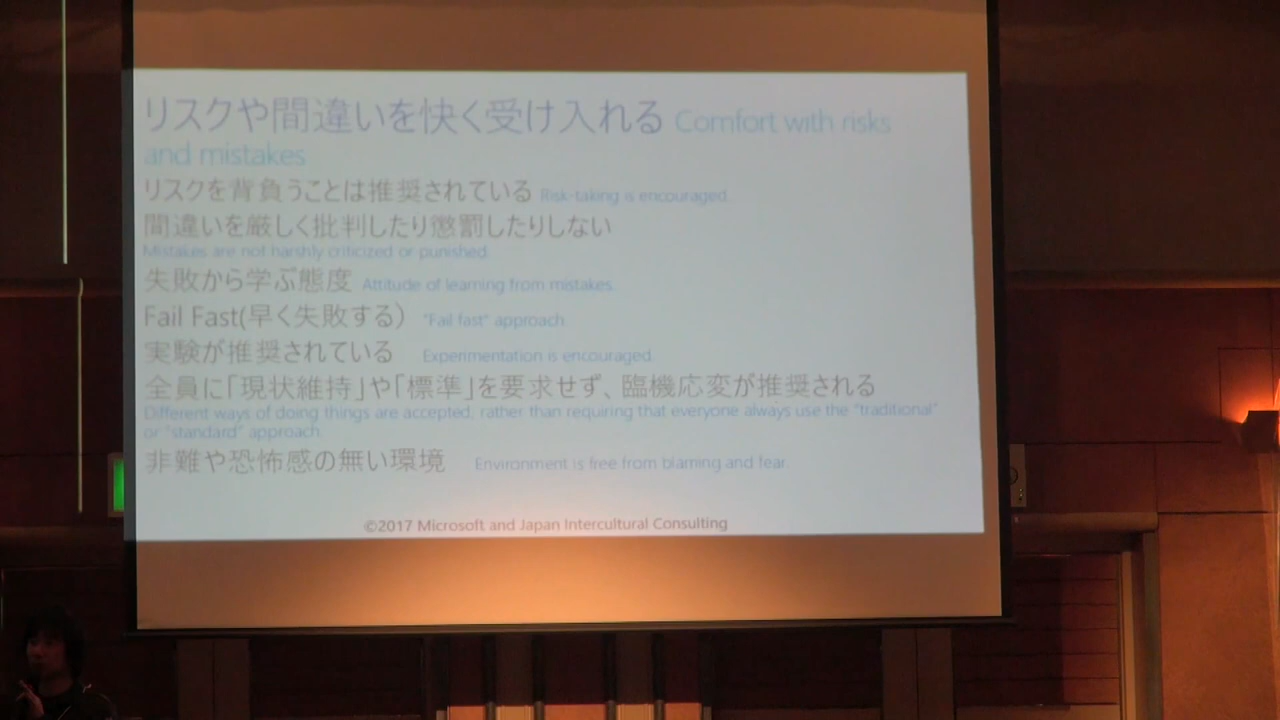 リスクや間違いを快く受け入れる Comfort with risks
and mistakes
リスクを背負うことは推奨されている Risk-taking is encouraged.
間違いを厳しく批判したり懲罰したりしない
Mistakes are not harshly criticized or punished.
失敗から学ぶ態度 Attitude of learning from mistakes.
Fail Fast(早く失敗する） "Fail fast" approach.
実験が推奨されている Experimentation is encouraged.
全員に「現状維持」や「標準」を要求せず、臨機応変が推奨される
Different ways of doing things are accepted, rather than requiring that everyone always use the "traditional"
or "standard" approach.
非難や恐怖感の無い環境 Environment is free from blaming and fear.
©2017 Microsoft and Japan Intercultural Consulting